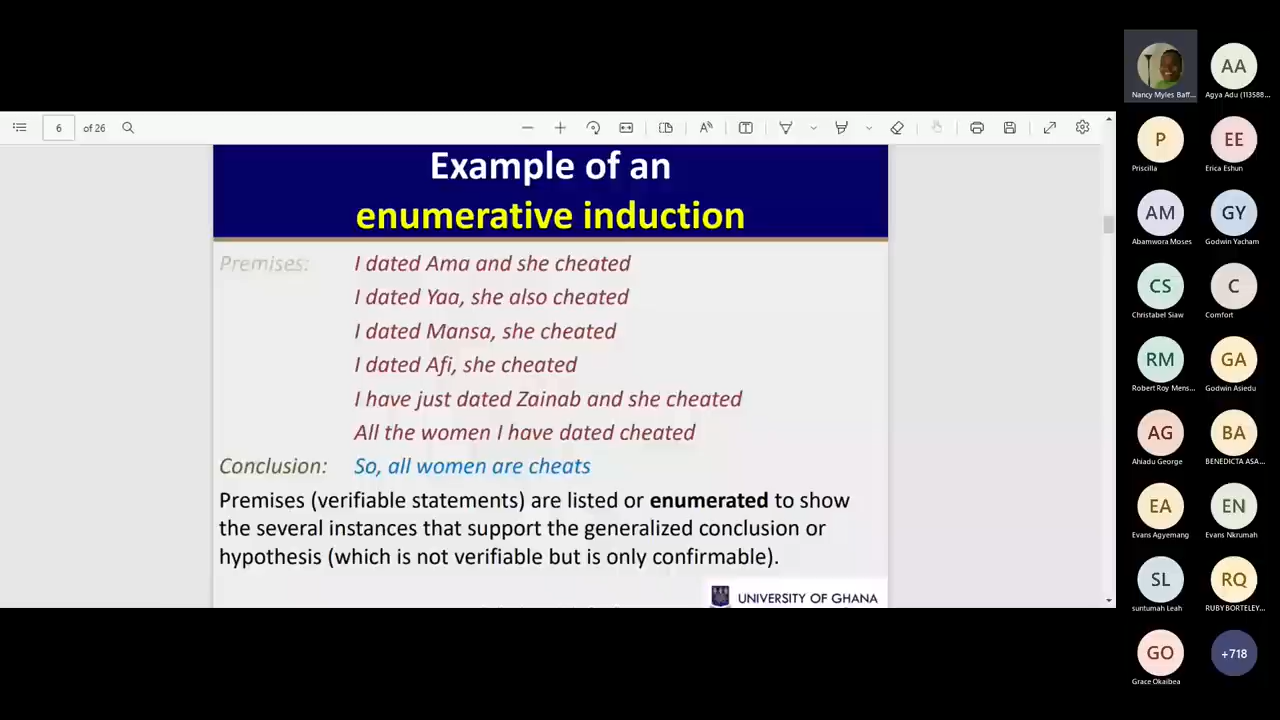 6 of 26
Example of an
enumerative induction
Premises: I dated Ama and she cheated
I dated Yaa, she also cheated
I dated Mansa, she cheated
I dated Afi, she cheated
I have just dated Zainab and she cheated
All the women I have dated cheated
Conclusion: So, all women are cheats
Premises (verifiable statements) are listed or enumerated to show
the several instances that support the generalized conclusion or
hypothesis (which is not verifiable but is only confirmable).
UNIVERSITY OF GHANA
AA
Nancy Myles Baff... Agya Adu (113588...
P EE
Priscilla Erica Eshun
AM GY
Abamwora Moses Godwin Yacham
CS C
Christabel Siaw Comfort
RM GA
Robert Roy Mens... Godwin Asiedu
AG BA
Ahiadu George BENEDICTA ASA...
EA EN
Evans Agyemang Evans Nkrumah
SL RQ
suntumah Leah RUBY BORTELEY...
GO +718
Grace Okaibea